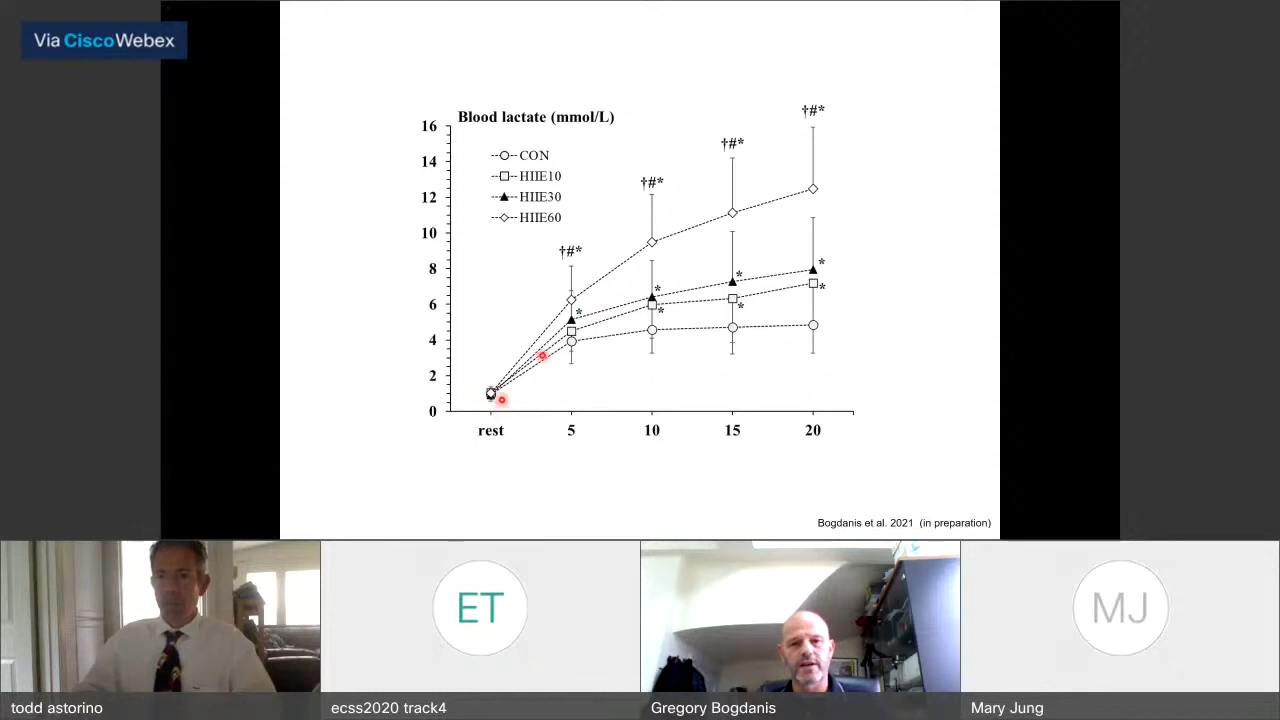 Via Cisco Webex
Blood lactate (mmol/L)
†#*
†#*
†#*
†#*
16
14
12
10
8
6
4
2
0
CON
HIIE10
HIIE30
HIIE60
*
*
*
*
*
*
*
rest 5 10 15 20
Bogdanis et al. 2021 (in preparation)
ET
MJ
todd astorino
ecss2020 track4
Gregory Bogdanis
Mary Jung